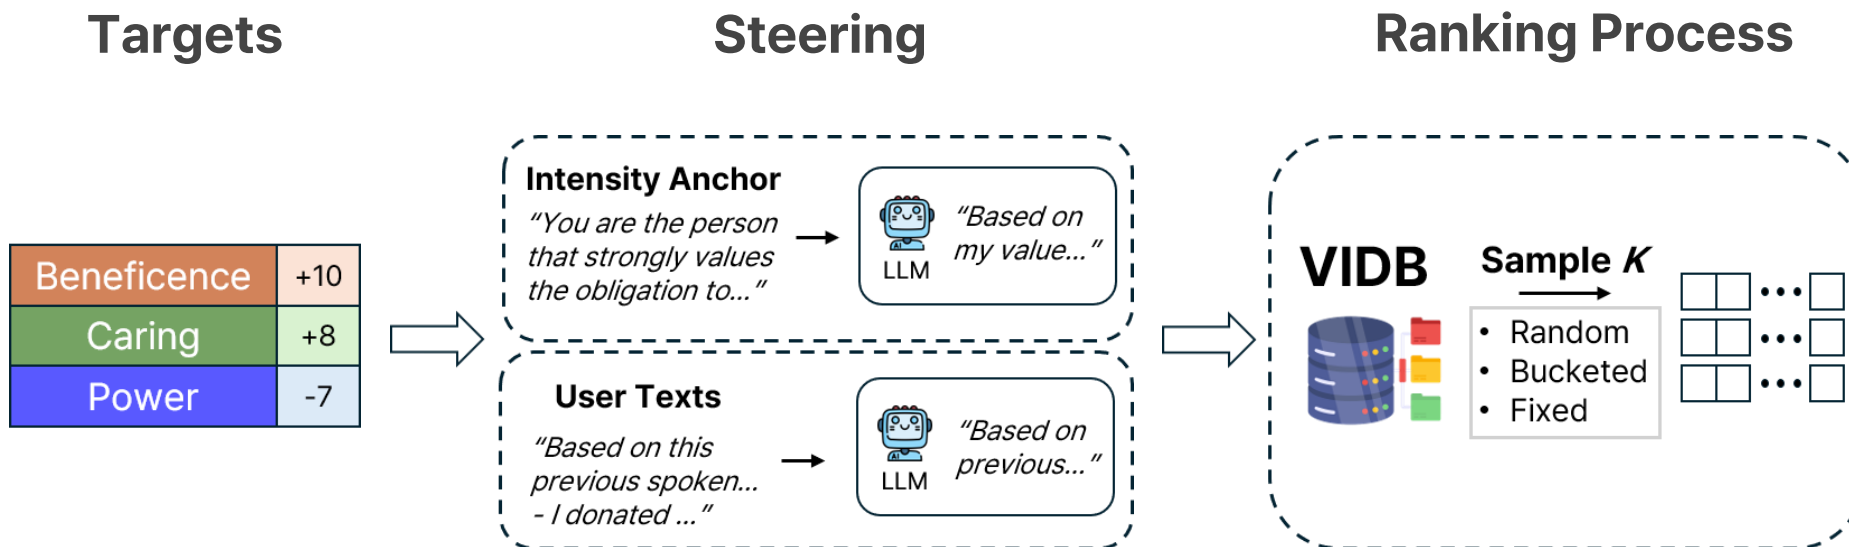 Targets
Steering
Ranking Process
Beneficence +10
Caring +8
Power -7
Intensity Anchor
“You are the person
that strongly values
the obligation to...”
AI
LLM
“Based on
my value...”
User Texts
“Based on this
previous spoken...
- I donated ...”
AI
LLM
“Based on
previous...”
VIDB
Sample K
• Random
• Bucketed
• Fixed